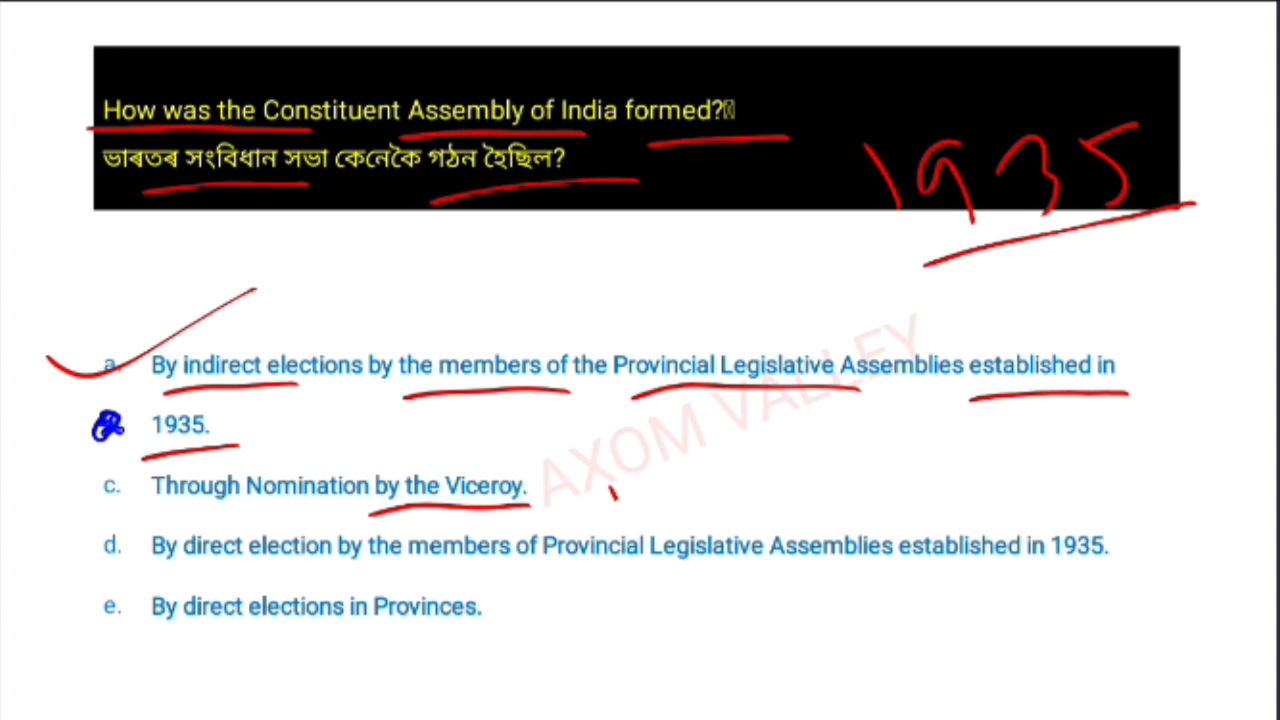 How was the Constituent Assembly of India formed?
ভাৰতৰ সংবিধান সভা কেনেকৈ গঠন হৈছিল?
1935
a. By indirect elections by the members of the Provincial Legislative Assemblies established in
1935.
c. Through Nomination by the Viceroy.
d. By direct election by the members of Provincial Legislative Assemblies established in 1935.
e. By direct elections in Provinces.
AXOM VALLEY